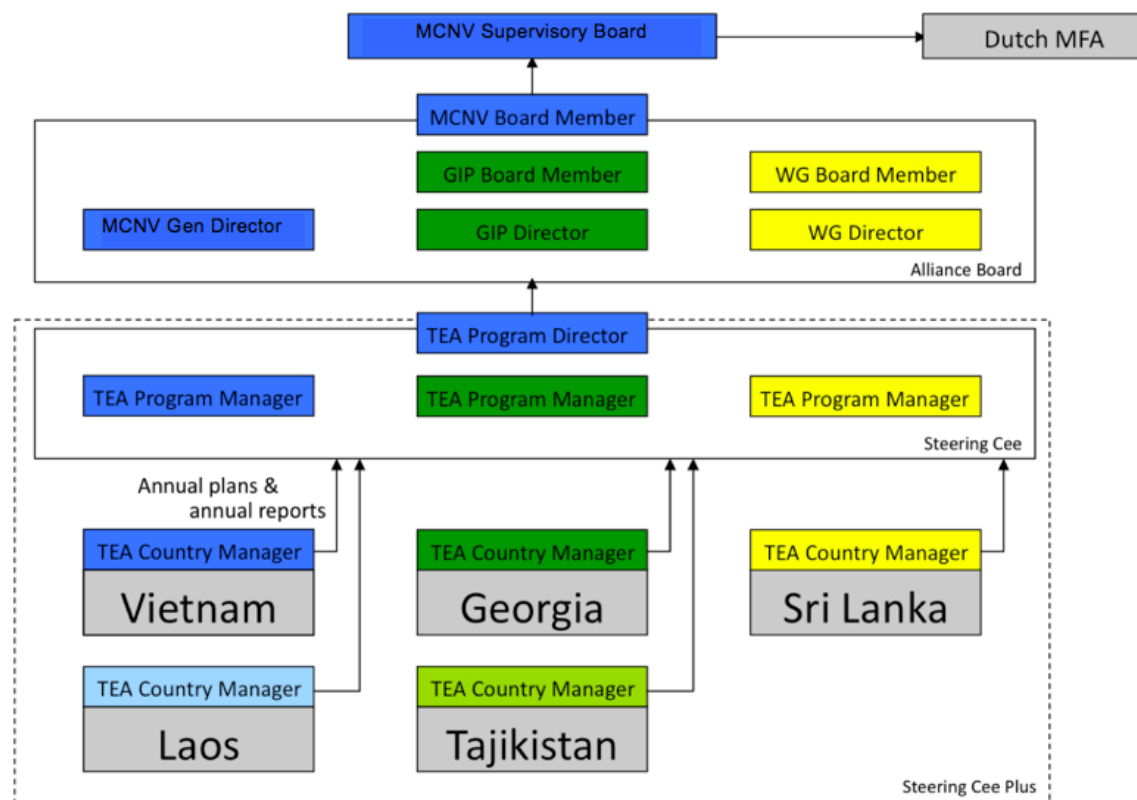 MCNV Supervisory Board
Dutch MFA
MCNV Board Member
GIP Board Member
WG Board Member
MCNV Gen Director
GIP Director
WG Director
Alliance Board
TEA Program Director
TEA Program Manager
TEA Program Manager
TEA Program Manager
Steering Cee
Annual plans &
annual reports
TEA Country Manager
TEA Country Manager
TEA Country Manager
Vietnam
Georgia
Sri Lanka
TEA Country Manager
TEA Country Manager
Laos
Tajikistan
Steering Cee Plus